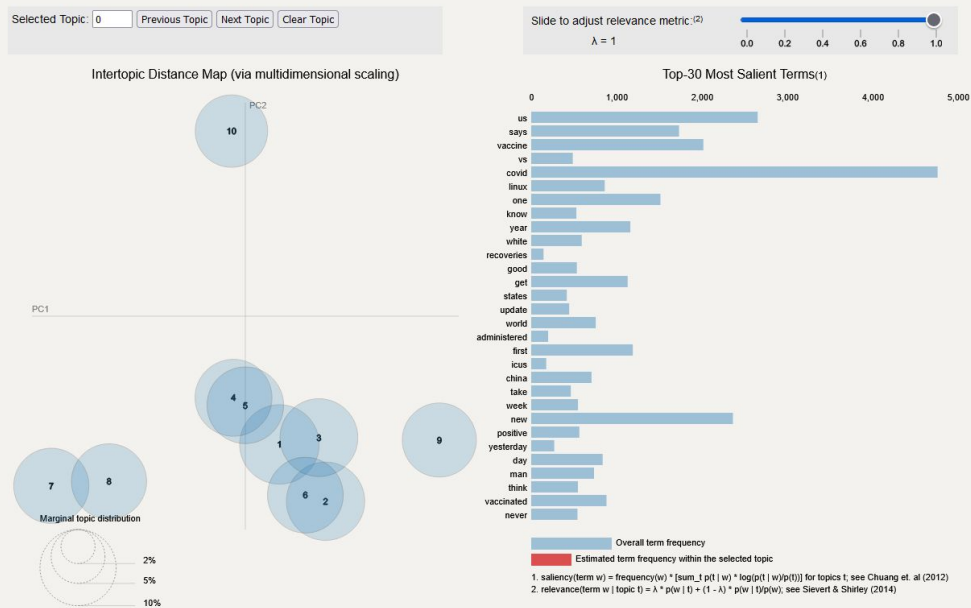 Selected Topic: 0 Previous Topic Next Topic Clear Topic
Slide to adjust relevance metric:(2)
λ = 1
0.0 0.2 0.4 0.6 0.8 1.0
Intertopic Distance Map (via multidimensional scaling)
PC2
PC1
10
4
5
1
3
9
7
8
6
2
Marginal topic distribution
2%
5%
10%
Top-30 Most Salient Terms(1)
0 1,000 2,000 3,000 4,000 5,000
us
says
vaccine
vs
covid
linux
one
know
year
white
recoveries
good
get
states
update
world
administered
first
icus
china
take
week
new
positive
yesterday
day
man
think
vaccinated
never
Overall term frequency
Estimated term frequency within the selected topic
1. saliency(term w) = frequency(w) * [sum_t p(t | w) * log(p(t | w)/p(t))] for topics t; see Chuang et. al (2012)
2. relevance(term w | topic t) = λ * p(w | t) + (1 - λ) * p(w | t)/p(w); see Sievert & Shirley (2014)